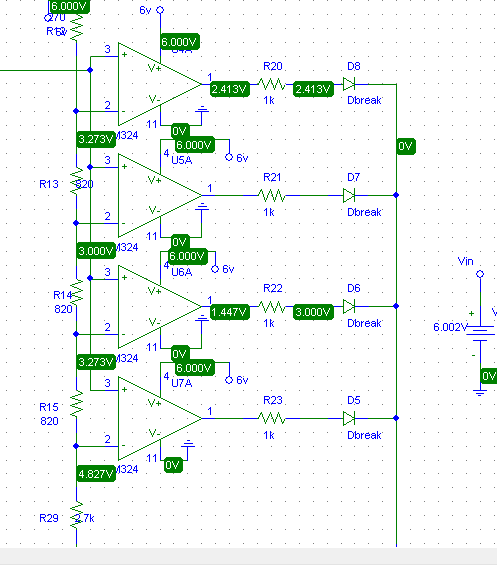 6.000V
270
6v
6v
6.000V
3
+
V+
1
R20
D8
2.413V
2.413V
1k
Dbreak
2
-
V-
11
0V
0V
3.273V
M324
6.000V
4
U5A
6v
3
+
V+
R13
820
1
R21
D7
1k
Dbreak
2
-
V-
11
0V
3.000V
M324
6.000V
4
U6A
6v
Vin
3
+
V+
R14
820
1
R22
D6
1.447V
3.000V
1k
Dbreak
+
6.002V
2
-
V-
-
11
0V
3.273V
M324
6.000V
4
U7A
6v
0V
3
+
V+
R15
820
1
R23
D5
1k
Dbreak
2
-
V-
11
0V
4.827V
M324
R29
2.7k